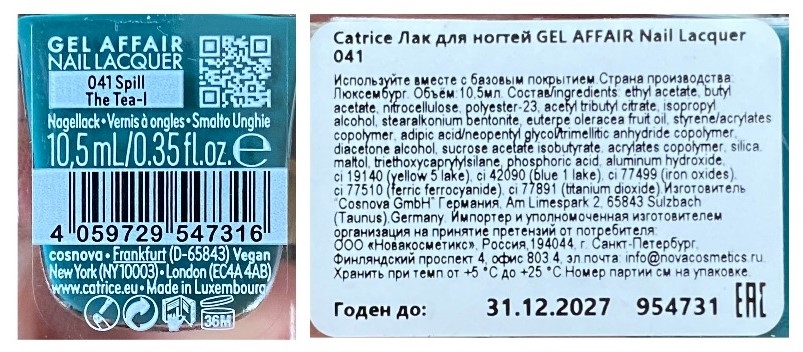 GEL AFFAIR
NAIL LACQUER
041 Spill
The Tea-l
Nagellack • Vernis à ongles • Smalto Unghie
10,5 mL/0.35 fl.oz. e
4 059729 547316
cosnova • Frankfurt (D-65843) Vegan
New York (NY10003) • London (EC4A 4AB)
www.catrice.eu • Made in Luxembourg
36M
Catrice Лак для ногтей GEL AFFAIR Nail Lacquer
041
Используйте вместе с базовым покрытием.Страна производства:
Люксембург. Объём:10,5мл. Состав/ingredients: ethyl acetate, butyl
acetate, nitrocellulose, polyester-23, acetyl tributyl citrate, isopropyl
alcohol, stearalkonium bentonite, euterpe oleracea fruit oil, styrene/acrylates
copolymer, adipic acid/neopentyl glycol/trimellitic anhydride copolymer,
diacetone alcohol, sucrose acetate isobutyrate, acrylates copolymer, silica,
maltol, triethoxycaprylylsilane, phosphoric acid, aluminum hydroxide,
ci 19140 (yellow 5 lake), ci 42090 (blue 1 lake), ci 77499 (iron oxides),
ci 77510 (ferric ferrocyanide), ci 77891 (titanium dioxide).Изготовитель
"Cosnova GmbH" Германия, Am Limespark 2, 65843 Sulzbach
(Taunus),Germany. Импортер и уполномоченная изготовителем
организация на принятие претензий от потребителя:
ООО «Новакосметикс», Россия,194044, г. Санкт-Петербург,
Финляндский проспект 4, офис 803 4, эл.почта: info@novacosmetics.ru.
Хранить при темп.от +5 °С до +25 °С.Номер партии см на упаковке.
Годен до: 31.12.2027 954731 EAC